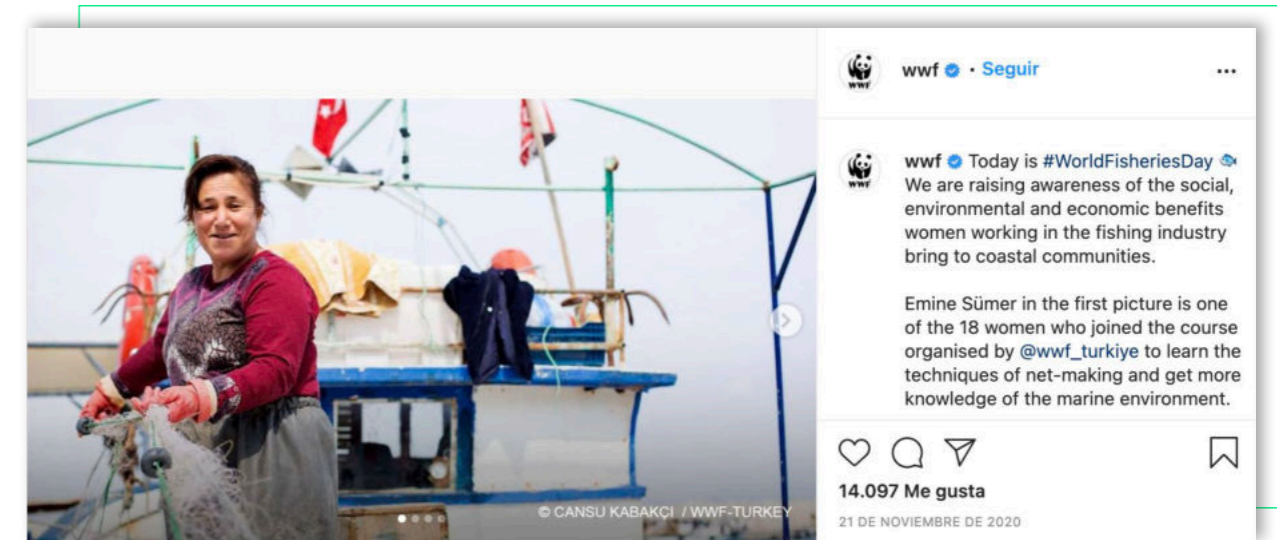 wwf • Seguir
wwf Today is #WorldFisheriesDay
We are raising awareness of the social,
environmental and economic benefits
women working in the fishing industry
bring to coastal communities.
Emine Sümer in the first picture is one
of the 18 women who joined the course
organised by @wwf_turkiye to learn the
techniques of net-making and get more
knowledge of the marine environment.
14.097 Me gusta
21 DE NOVIEMBRE DE 2020
© CANSU KABAKÇI / WWF-TURKEY
WWF
WWF